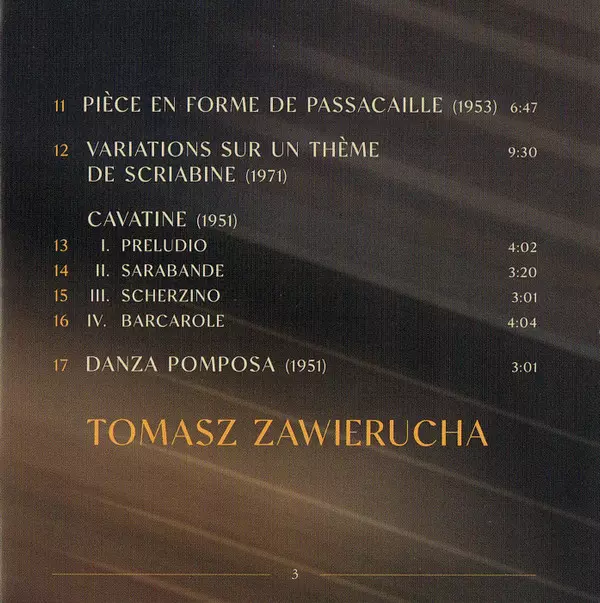 11 PIÈCE EN FORME DE PASSACAILLE (1953) 6:47
12 VARIATIONS SUR UN THÈME 9:30
DE SCRIABINE (1971)
CAVATINE (1951)
13 I. PRELUDIO 4:02
14 II. SARABANDE 3:20
15 III. SCHERZINO 3:01
16 IV. BARCAROLE 4:04
17 DANZA POMPOSA (1951) 3:01
TOMASZ ZAWIERUCHA
3